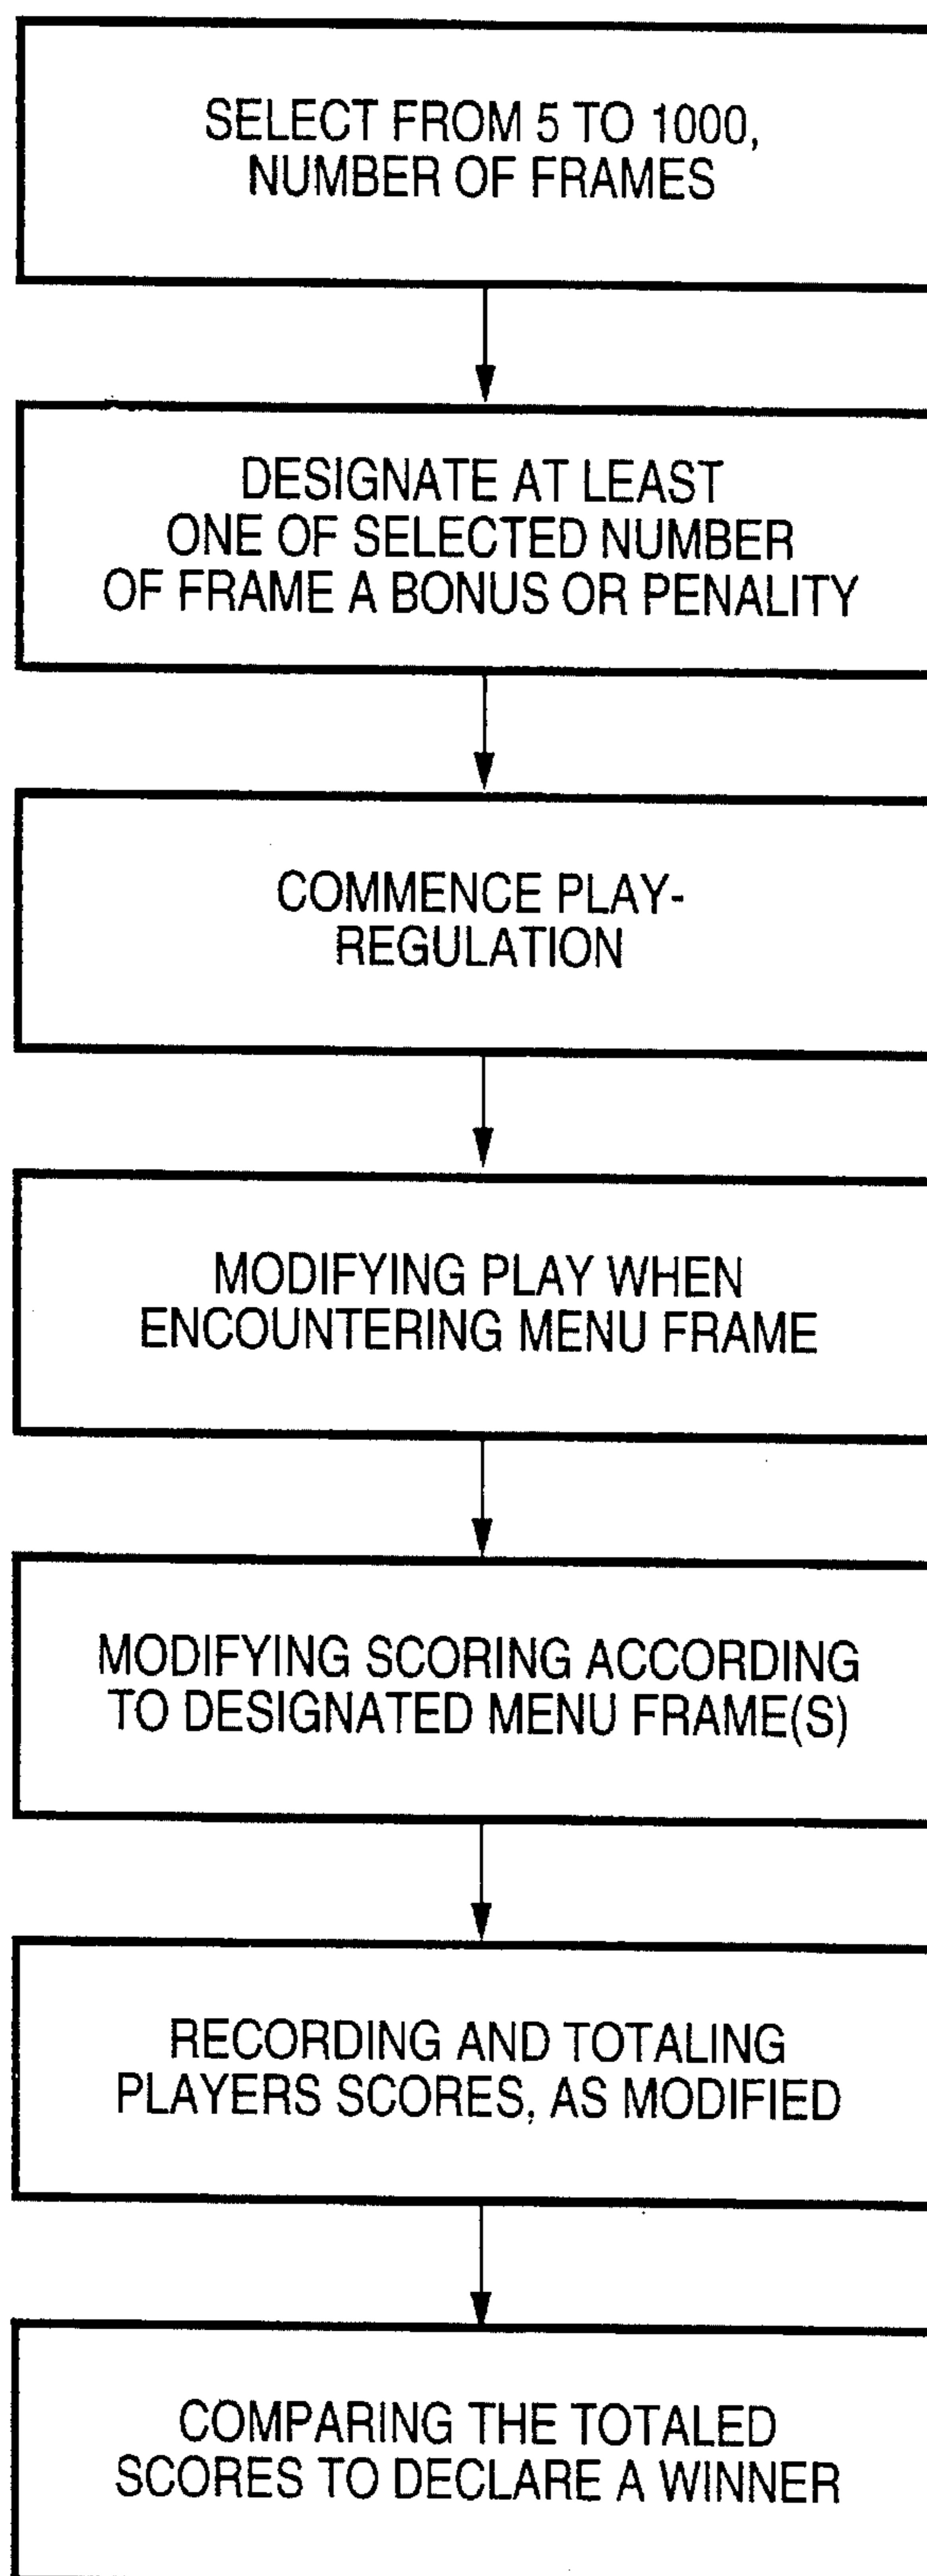 SELECT FROM 5 TO 1000,
NUMBER OF FRAMES
DESIGNATE AT LEAST
ONE OF SELECTED NUMBER
OF FRAME A BONUS OR PENALITY
COMMENCE PLAY-
REGULATION
MODIFYING PLAY WHEN
ENCOUNTERING MENU FRAME
MODIFYING SCORING ACCORDING
TO DESIGNATED MENU FRAME(S)
RECORDING AND TOTALING
PLAYERS SCORES, AS MODIFIED
COMPARING THE TOTALED
SCORES TO DECLARE A WINNER